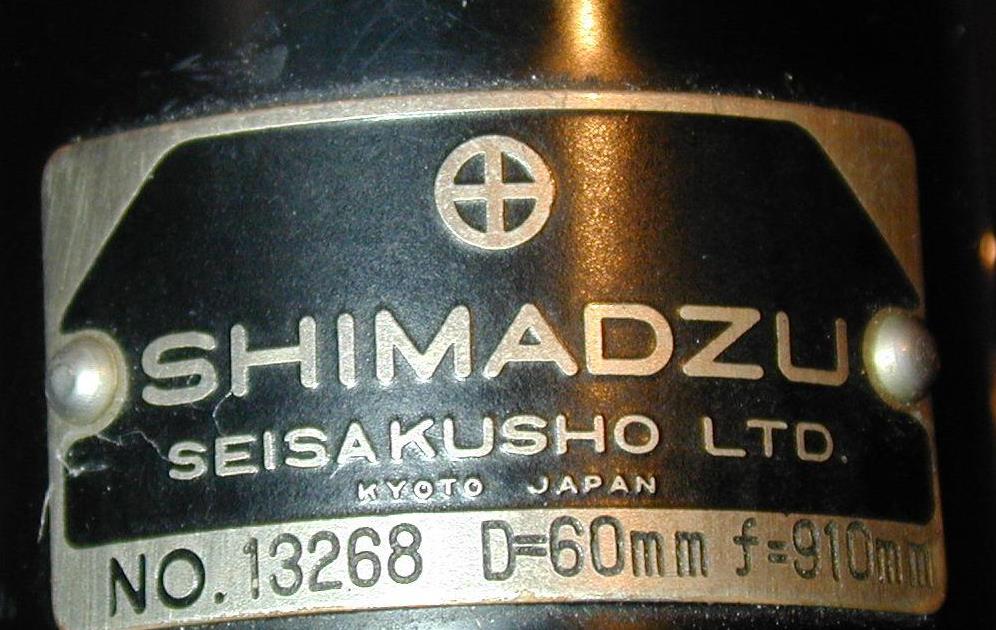 SHIMADZU
SEISAKUSHO LTD.
KYOTO JAPAN
NO. 13268 D=60mm f=910mm